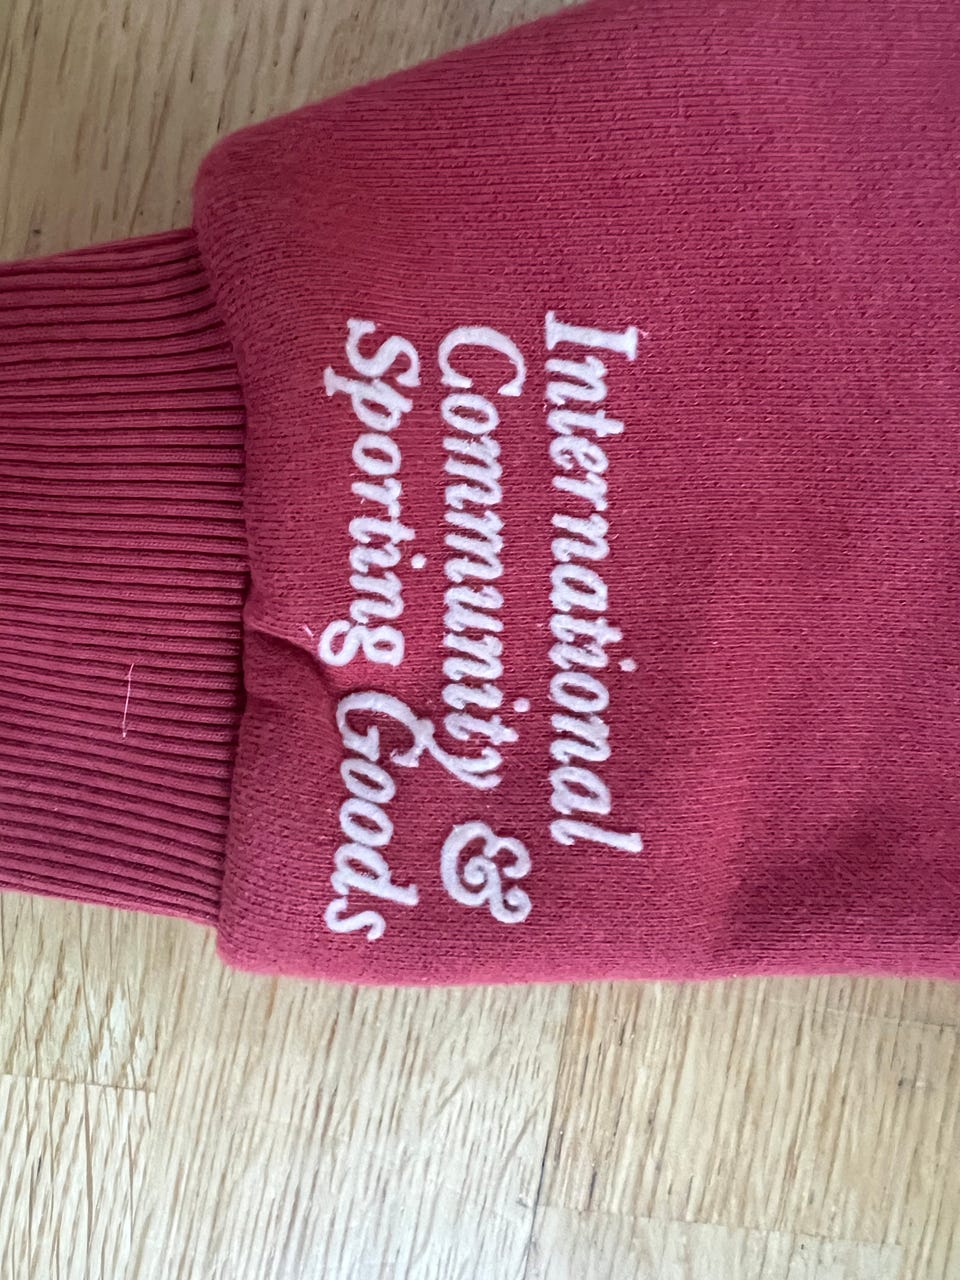 International
Community &
Sporting Goods